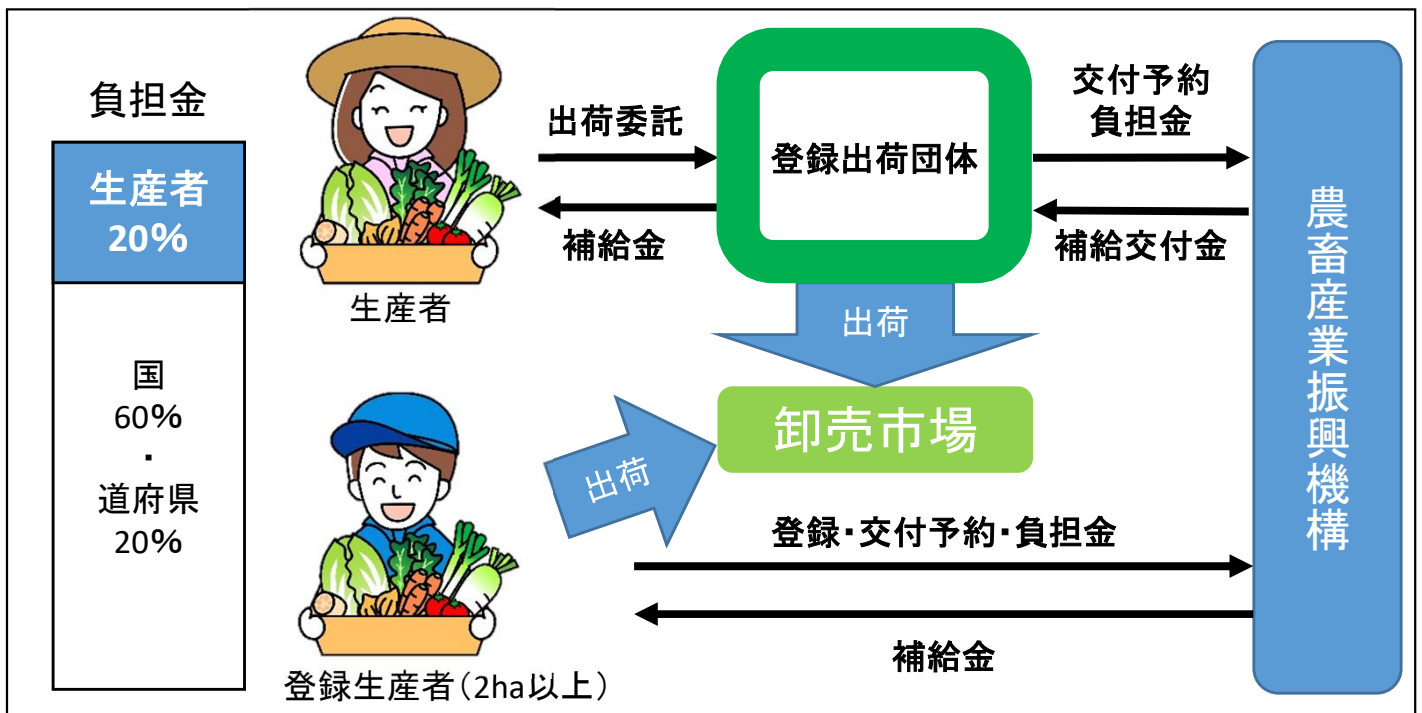 負担金
生産者
20%
国
60%
・
道府県
20%
生産者
出荷委託
補給金
登録出荷団体
交付予約
負担金
補給交付金
出荷
卸売市場
出荷
登録生産者(2ha以上)
登録・交付予約・負担金
補給金
農畜産業振興機構